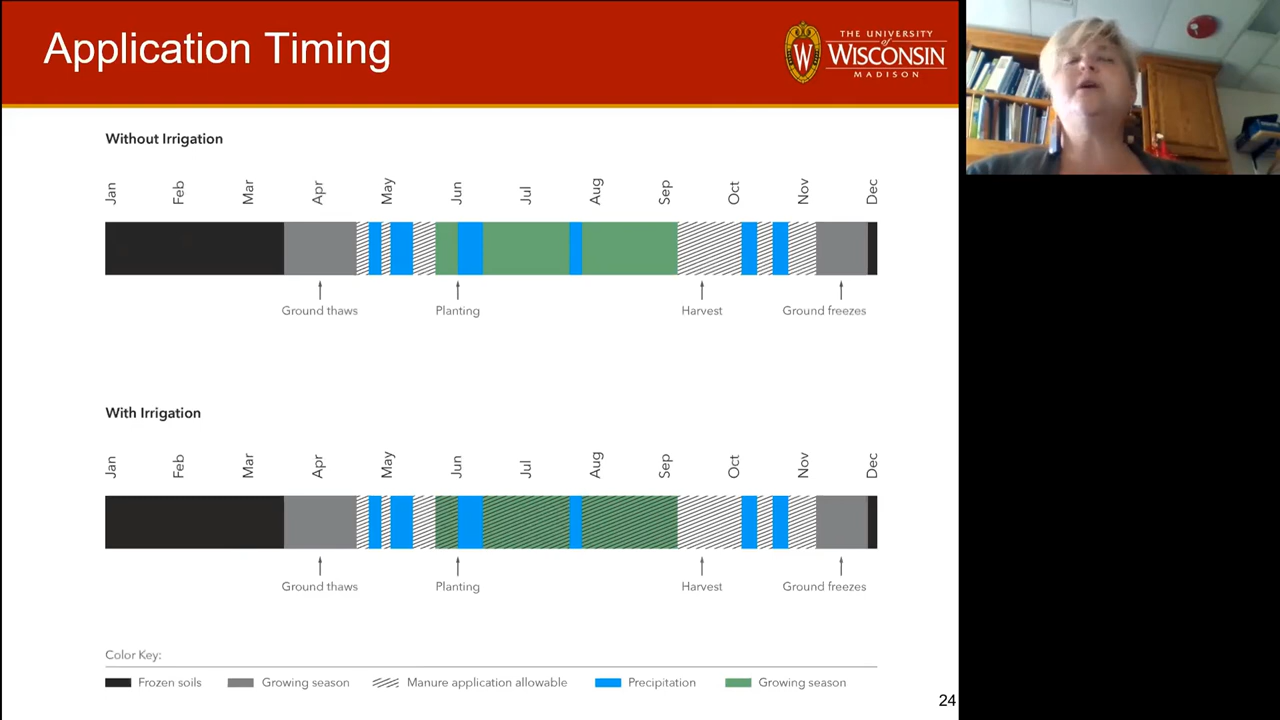 Application Timing
THE UNIVERSITY
of
WISCONSIN
MADISON
W
Without Irrigation
Jan Feb Mar Apr May Jun Jul Aug Sep Oct Nov Dec
Ground thaws Planting Harvest Ground freezes
With Irrigation
Jan Feb Mar Apr May Jun Jul Aug Sep Oct Nov Dec
Ground thaws Planting Harvest Ground freezes
Color Key:
Frozen soils Growing season Manure application allowable Precipitation Growing season
24